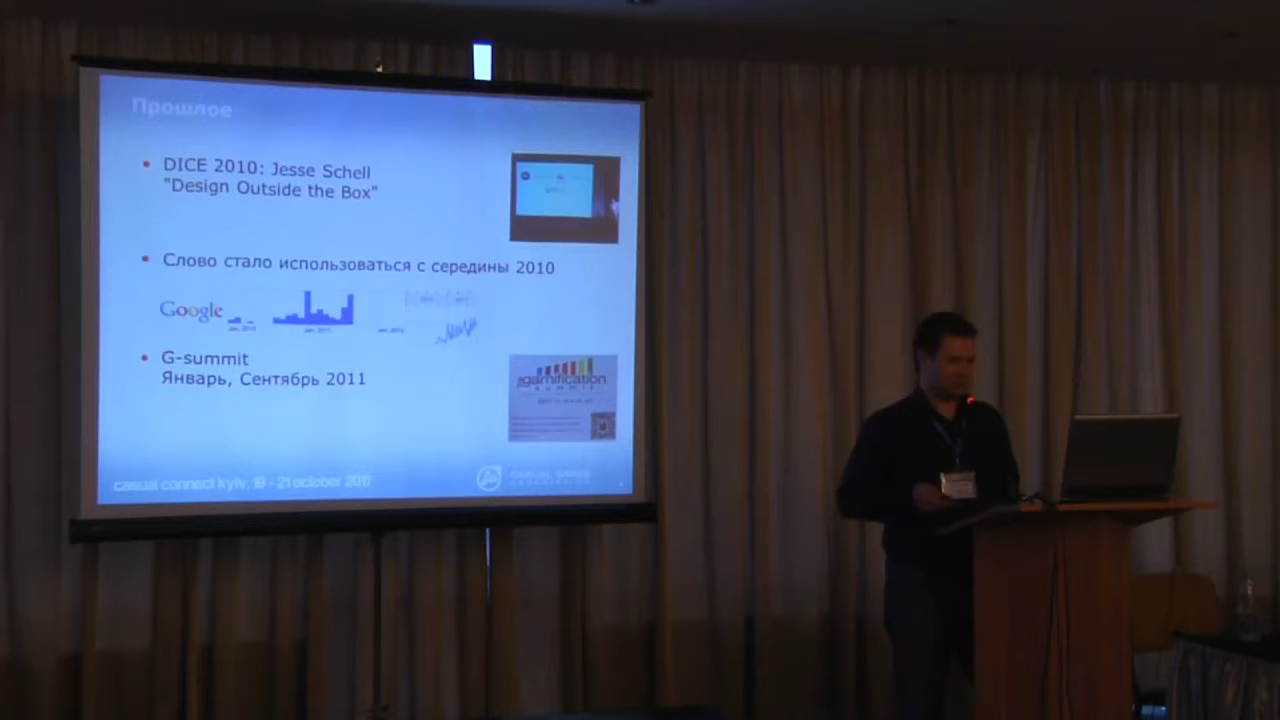 Прошлое
DICE 2010: Jesse Schell
"Design Outside the Box"
Слово стало использоваться с середины 2010
Google
G-summit
Январь, Сентябрь 2011
gamification
casual connect kyiv. 19 - 21 october 2011